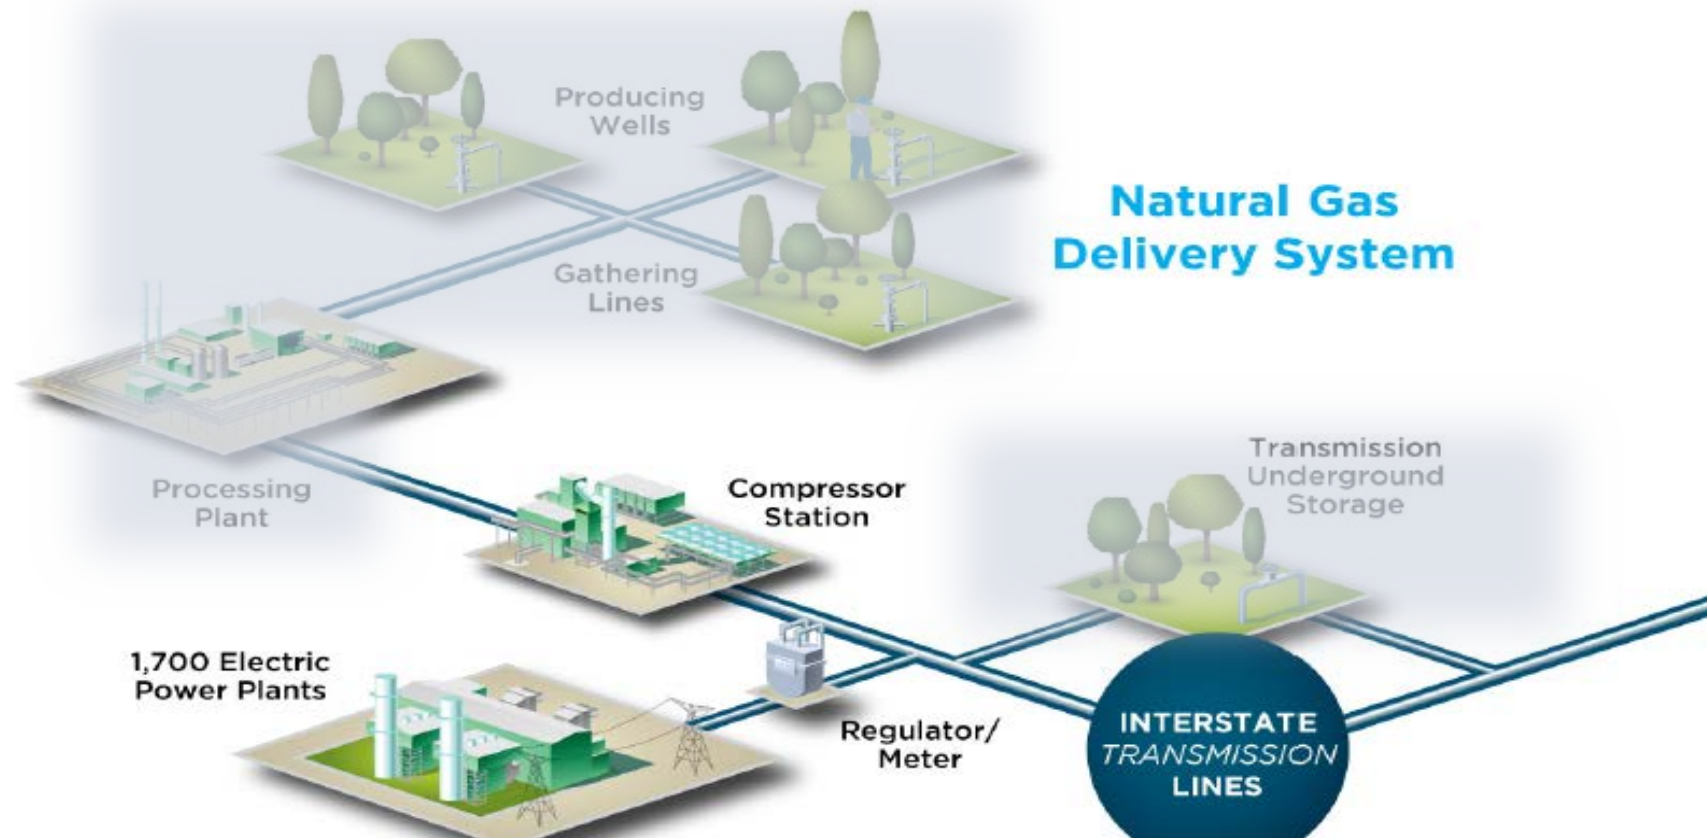 Producing
Wells
Natural Gas
Delivery System
Gathering
Lines
Processing
Plant
Compressor
Station
Transmission
Underground
Storage
1,700 Electric
Power Plants
Regulator/
Meter
INTERSTATE
TRANSMISSION
LINES